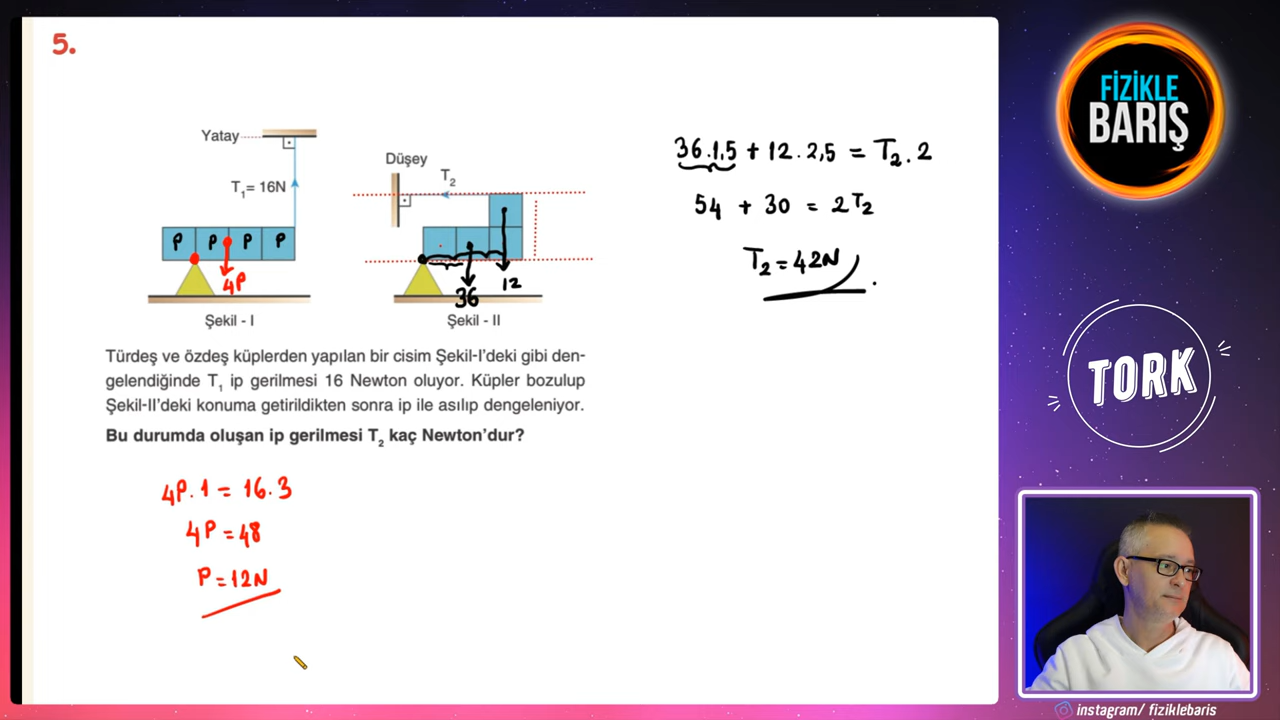 5.
Yatay
T1 = 16N
P P P P
4P
Şekil - I
Düşey
T2
36
12
Şekil - II
Türdeş ve özdeş küplerden yapılan bir cisim Şekil-I'deki gibi den-
gelendiğinde T1 ip gerilmesi 16 Newton oluyor. Küpler bozulup
Şekil-II'deki konuma getirildikten sonra ip ile asılıp dengeleniyor.
Bu durumda oluşan ip gerilmesi T2 kaç Newton'dur?
4P.1 = 16.3
4P = 48
P = 12N
36.1,5 + 12.2,5 = T2.2
54 + 30 = 2T2
T2 = 42N
FİZİKLE
BARIŞ
TORK
instagram/ fiziklebaris